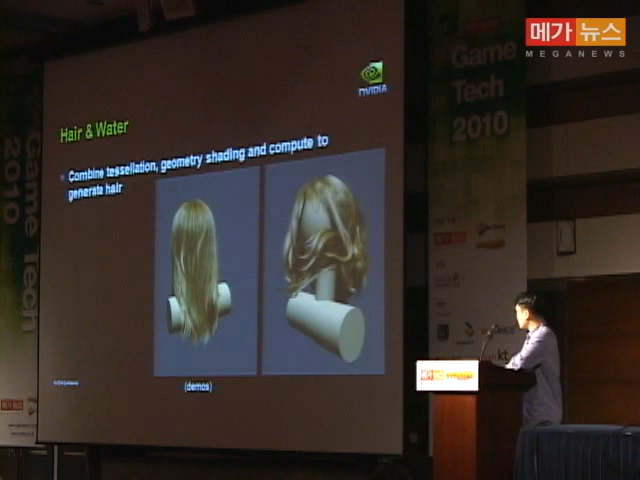 메가 뉴스
MEGANEWS
Game
Tech
2010
NVIDIA
Hair & Water
Combine tessellation, geometry shading and compute to
generate hair
(demos)
Game Tech
2010
kt